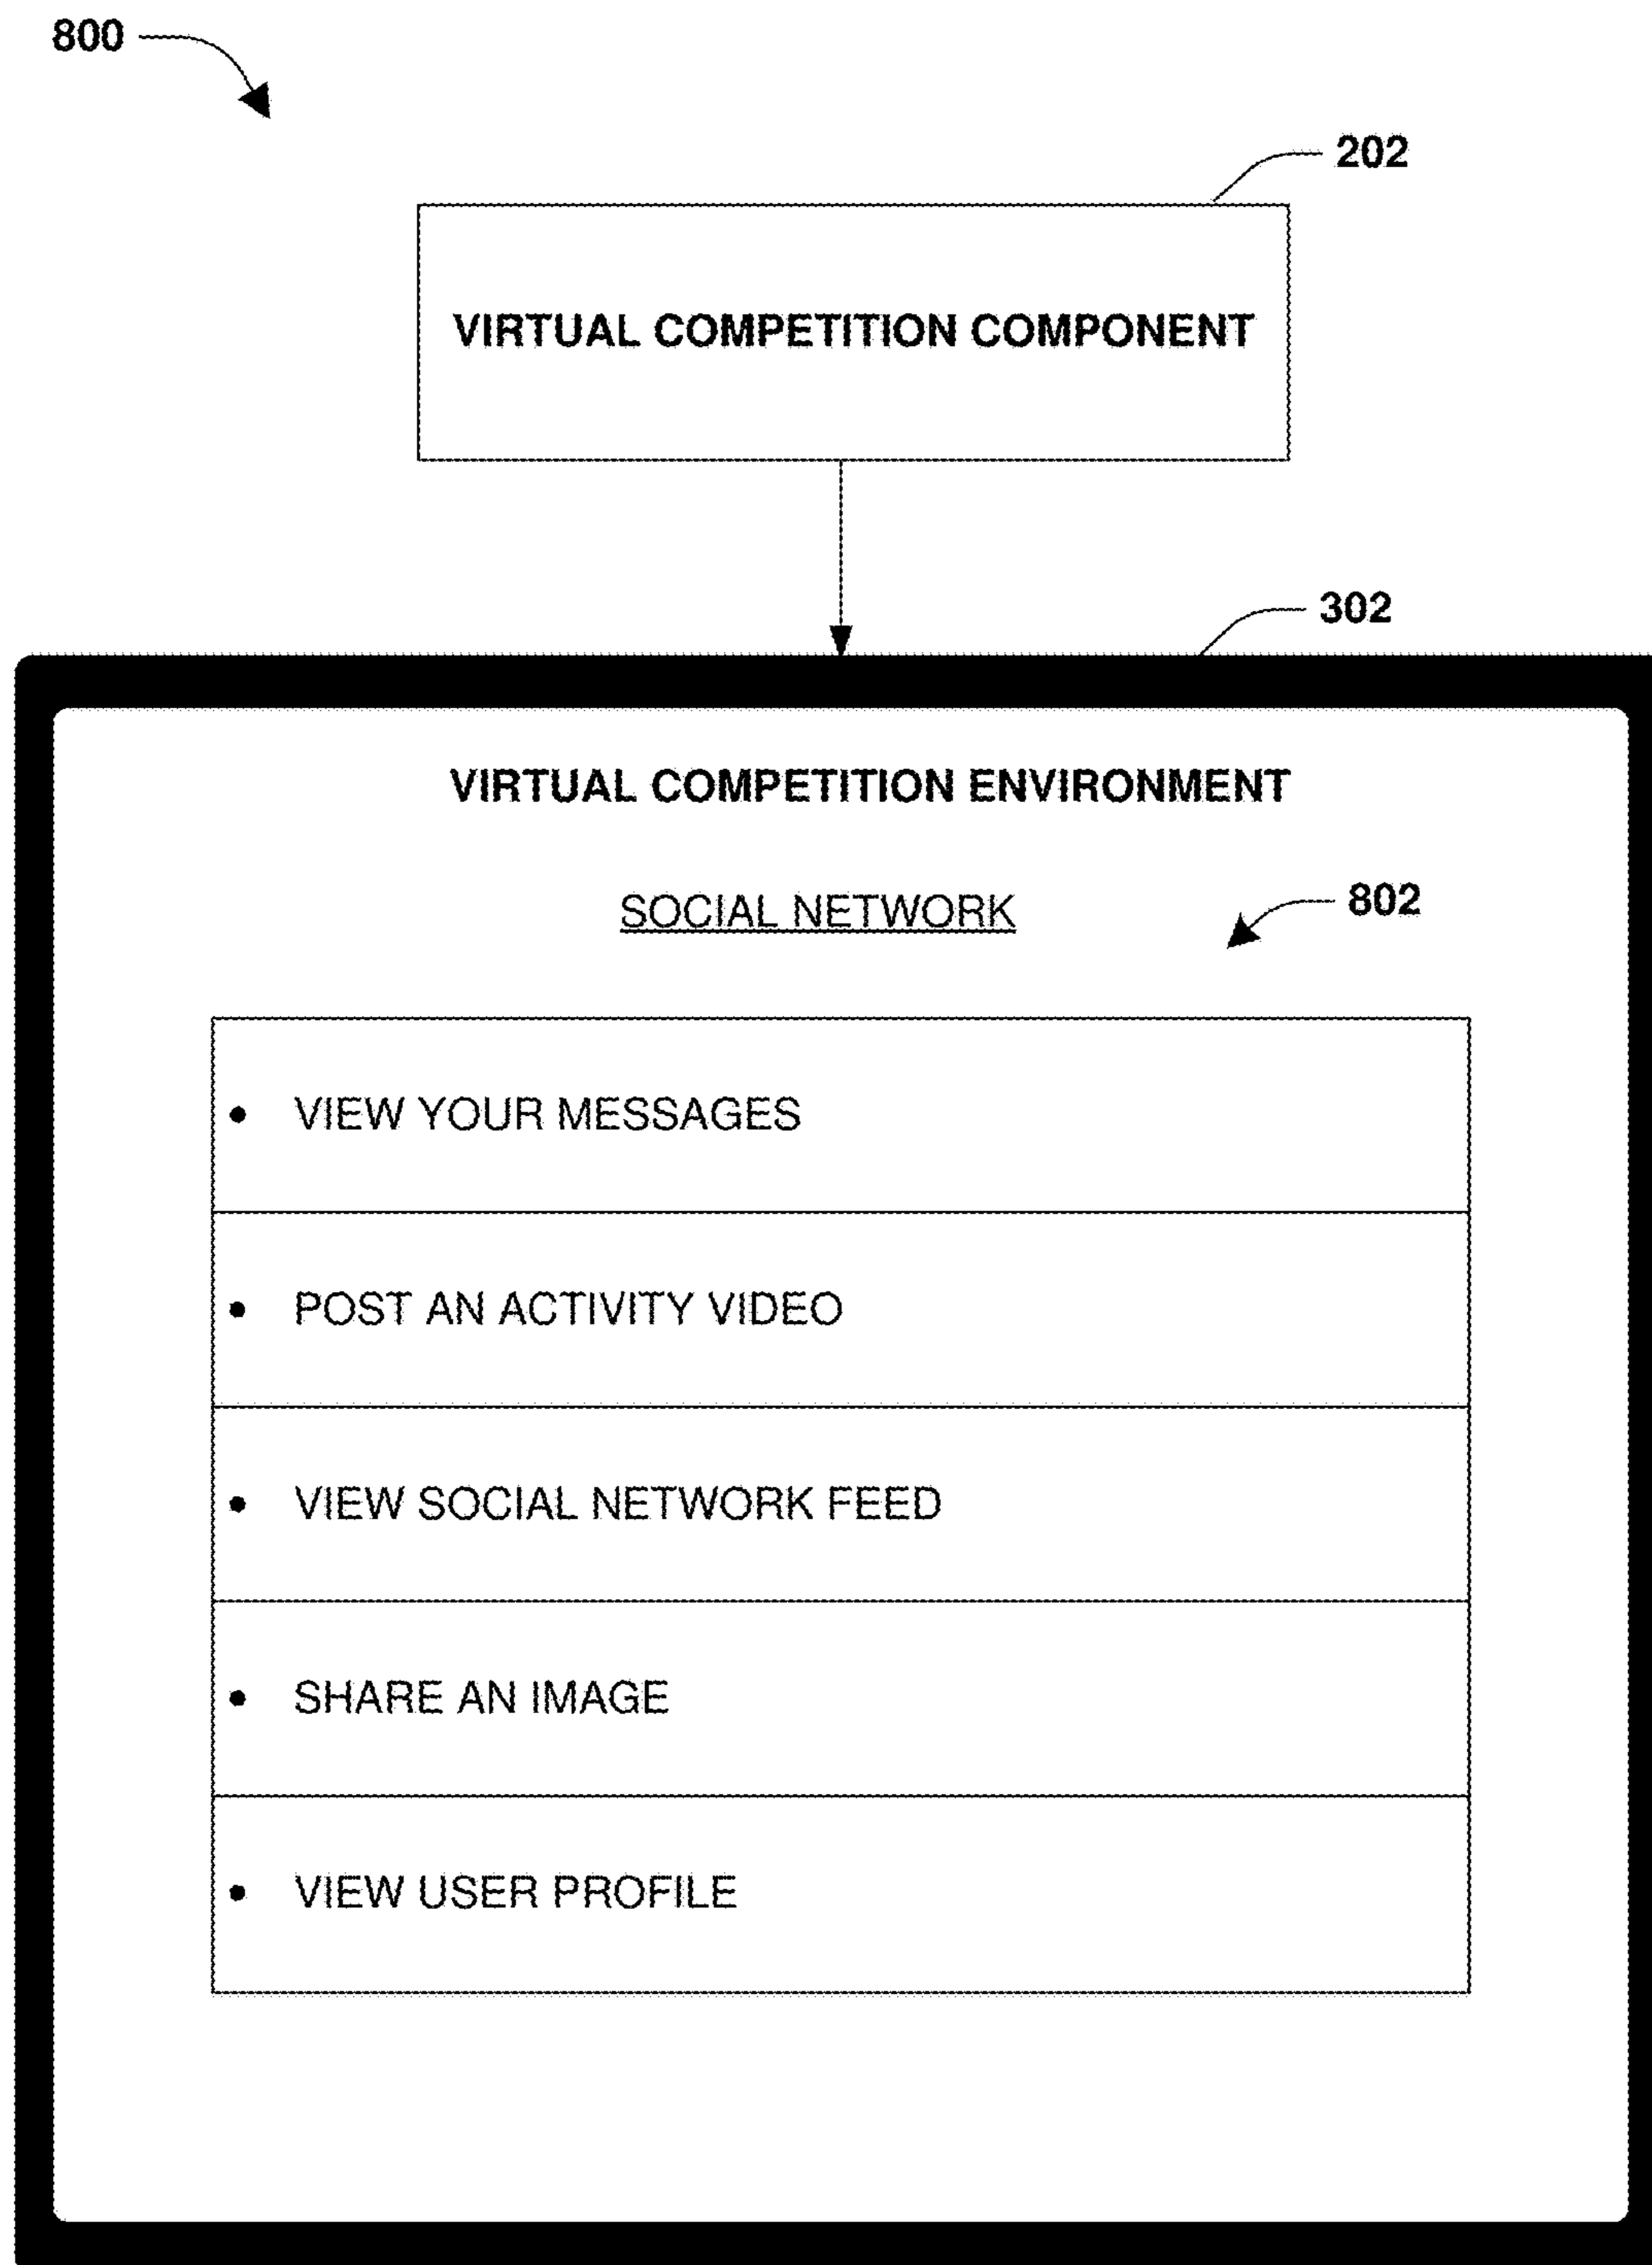 800
202
VIRTUAL COMPETITION COMPONENT
302
VIRTUAL COMPETITION ENVIRONMENT
SOCIAL NETWORK
802
• VIEW YOUR MESSAGES
• POST AN ACTIVITY VIDEO
• VIEW SOCIAL NETWORK FEED
• SHARE AN IMAGE
• VIEW USER PROFILE